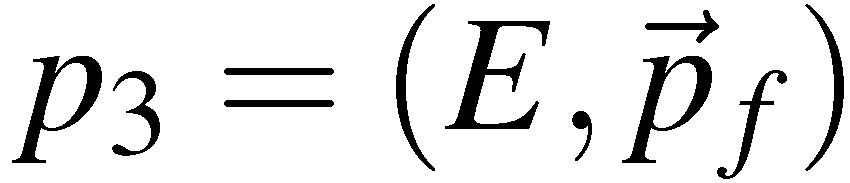 p₃ = (E, p⃗_f)